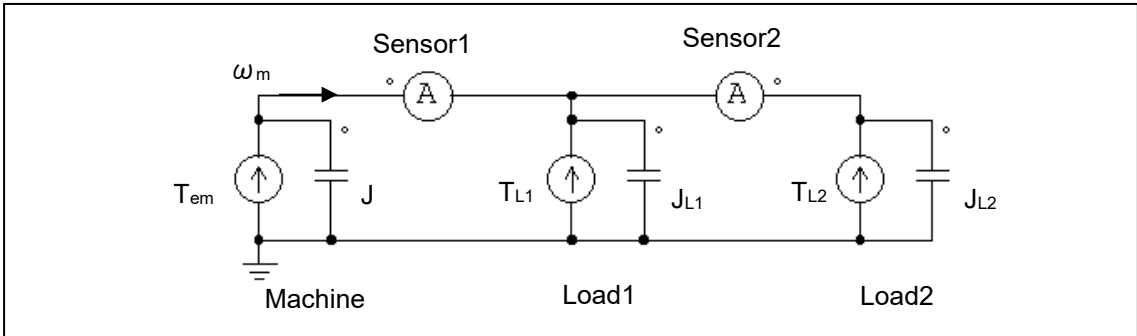 Sensor1
Sensor2
ωm
A
A
Tem
J
TL1
JL1
TL2
JL2
Machine
Load1
Load2